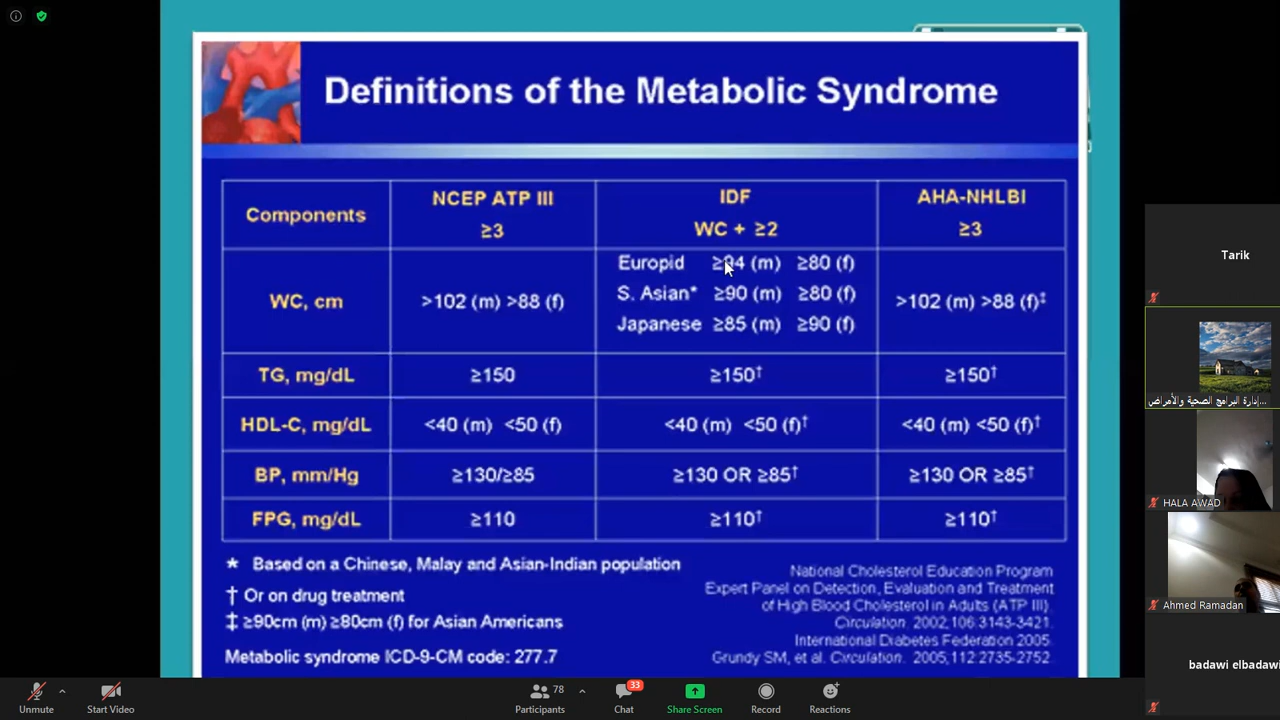 Definitions of the Metabolic Syndrome
Components
NCEP ATP III
≥3
IDF
WC + ≥2
AHA-NHLBI
≥3
WC, cm
>102 (m) >88 (f)
Europid ≥94 (m) ≥80 (f)
S. Asian* ≥90 (m) ≥80 (f)
Japanese ≥85 (m) ≥90 (f)
>102 (m) >88 (f)‡
TG, mg/dL
≥150
≥150†
≥150†
HDL-C, mg/dL
<40 (m) <50 (f)
<40 (m) <50 (f)†
<40 (m) <50 (f)†
BP, mm/Hg
≥130/≥85
≥130 OR ≥85†
≥130 OR ≥85†
FPG, mg/dL
≥110
≥110†
≥110†
* Based on a Chinese, Malay and Asian-Indian population
† Or on drug treatment
‡ ≥90cm (m) ≥80cm (f) for Asian Americans
Metabolic syndrome ICD-9-CM code: 277.7
National Cholesterol Education Program
Expert Panel on Detection, Evaluation and Treatment
of High Blood Cholesterol in Adults (ATP III).
Circulation. 2002;106:3143-3421.
International Diabetes Federation 2005.
Grundy SM, et al. Circulation. 2005;112:2735-2752.
Tarik
إدارة البرامج الصحية والأمراض...
HALA AWAD
Ahmed Ramadan
badawi elbadawi
Unmute
Start Video
Participants
78
Chat
33
Share Screen
Record
Reactions